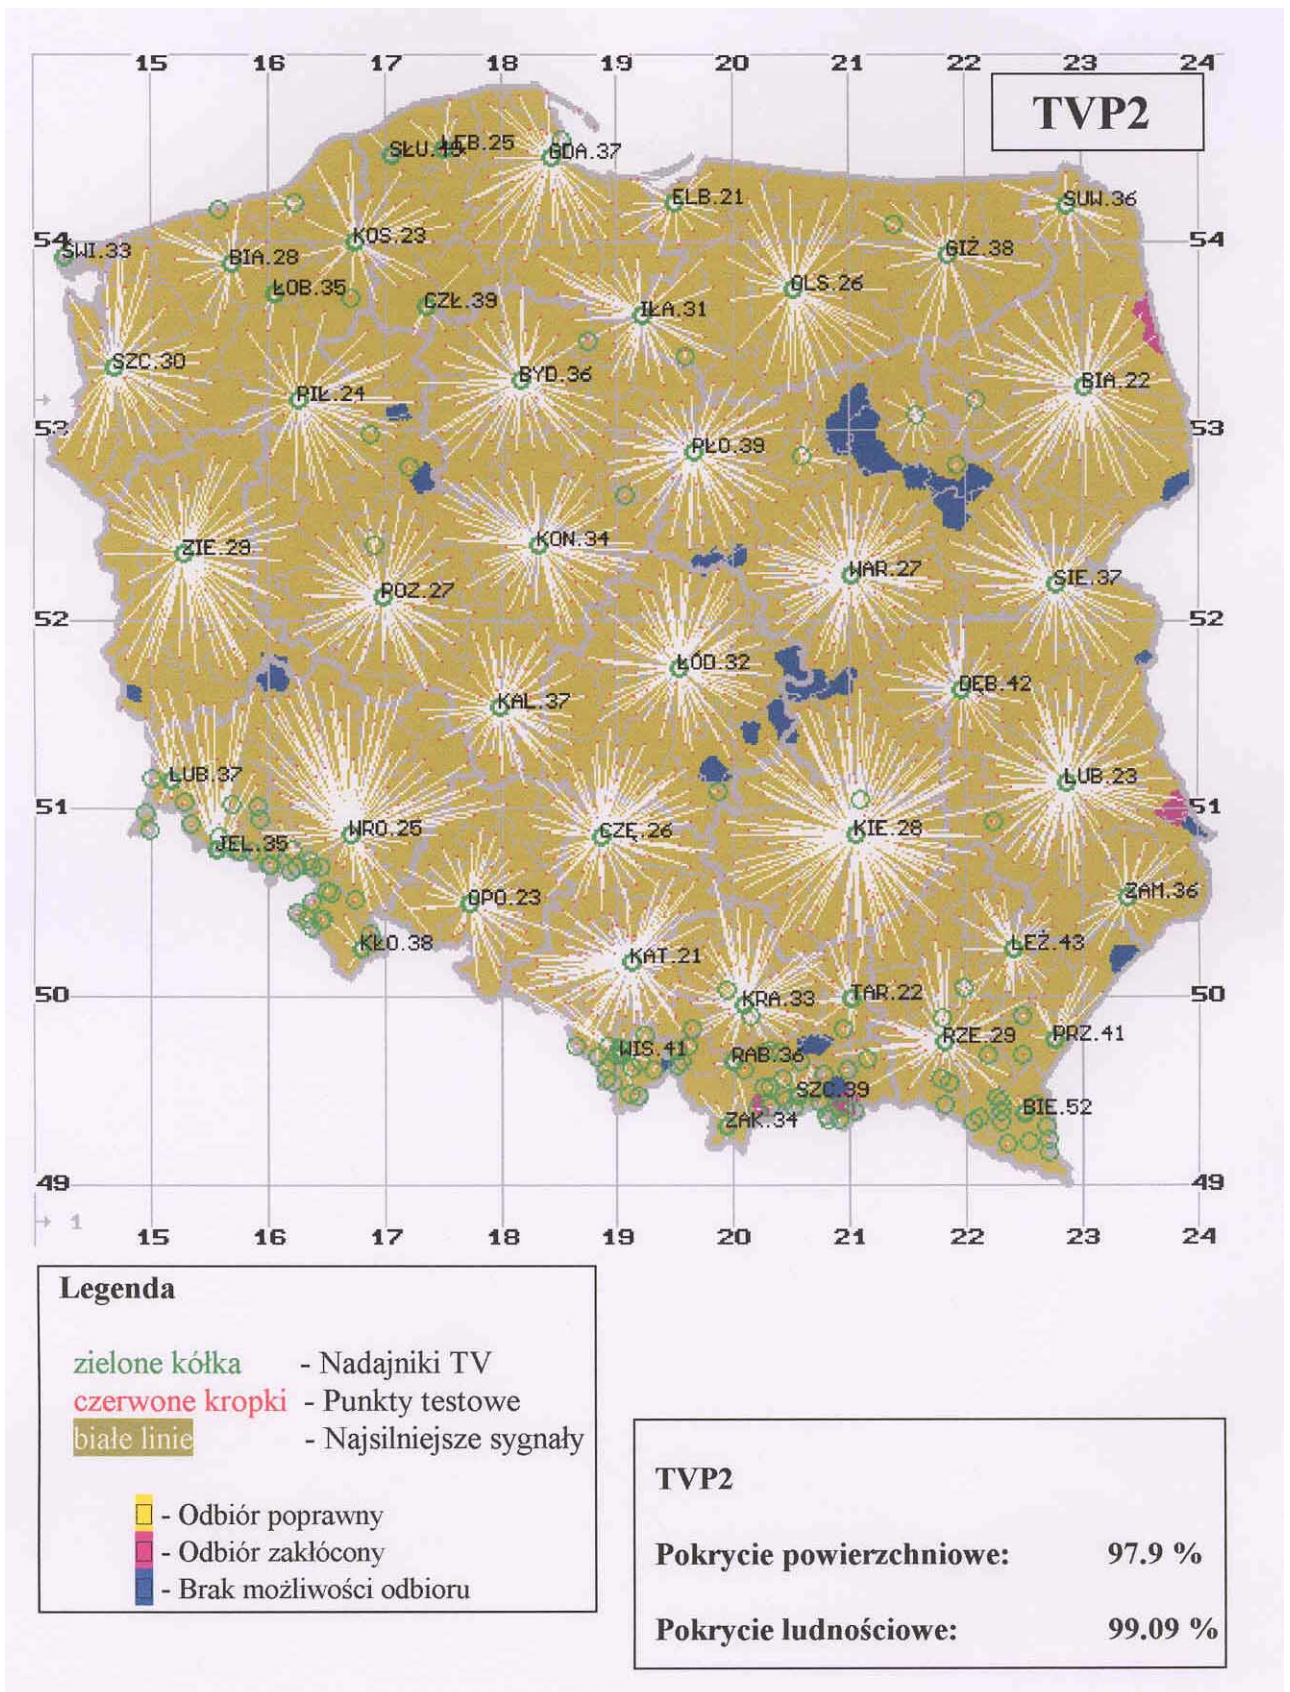 15 16 17 18 19 20 21 22 23 24
TVP2
ŁEB.25
GDA.37
ELB.21
SUW.36
54 54
ŚWI.33
KOS.23
BIA.28
GIŻ.38
ŁOB.35
CZŁ.39
OLS.26
IŁA.31
SZC.30
PIŁ.24
BYD.36
BIA.22
53 53
PŁO.39
ZIE.29
KON.34
WAR.27
SIE.37
POZ.27
52 52
ŁÓD.32
DĘB.42
KAL.37
LUB.37
LUB.23
51 51
WRO.25
CZĘ.26
KIE.28
JEL.35
OPO.23
ZAM.36
KŁO.38
KAT.21
LEŻ.43
50 50
KRA.33
TAR.22
RZE.29
PRZ.41
WIS.41
RAB.36
SZC.39
ZAK.34
BIE.52
49 49
1
15 16 17 18 19 20 21 22 23 24
Legenda
zielone kółka - Nadajniki TV
czerwone kropki - Punkty testowe
białe linie - Najsilniejsze sygnały
- Odbiór poprawny
- Odbiór zakłócony
- Brak możliwości odbioru
TVP2
Pokrycie powierzchniowe: 97.9 %
Pokrycie ludnościowe: 99.09 %